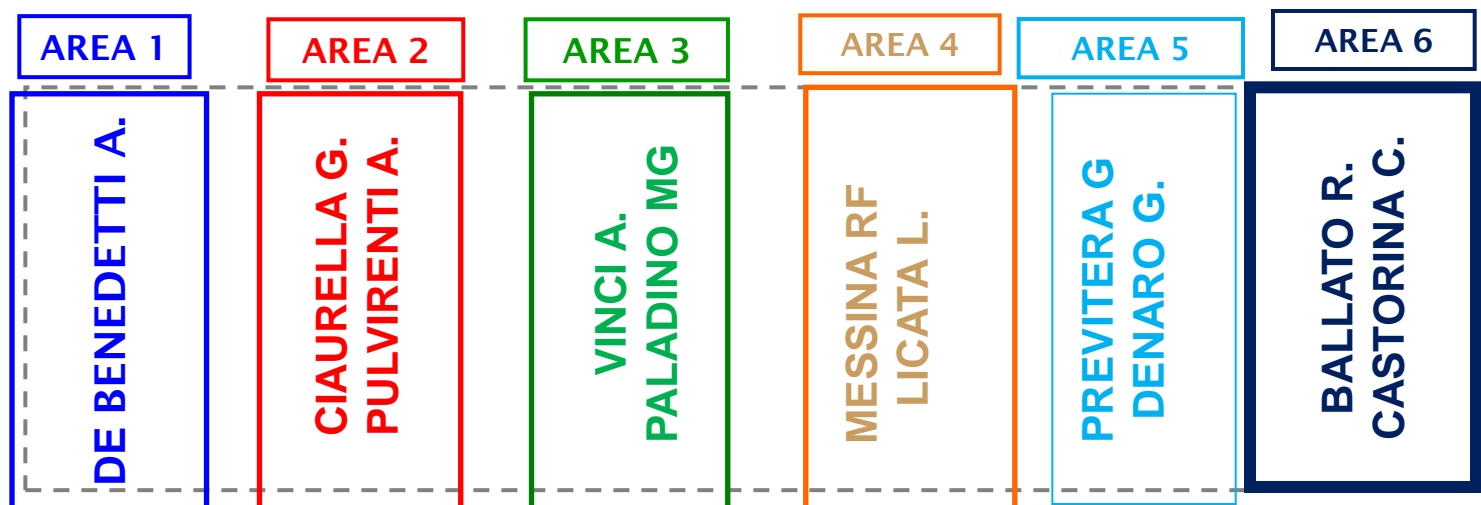 AREA 1
DE BENEDETTI A.
AREA 2
CIAURELLA G.
PULVIRENTI A.
AREA 3
VINCI A.
PALADINO MG
AREA 4
MESSINA RF
LICATA L.
AREA 5
PREVITERA G
DENARO G.
AREA 6
BALLATO R.
CASTORINA C.